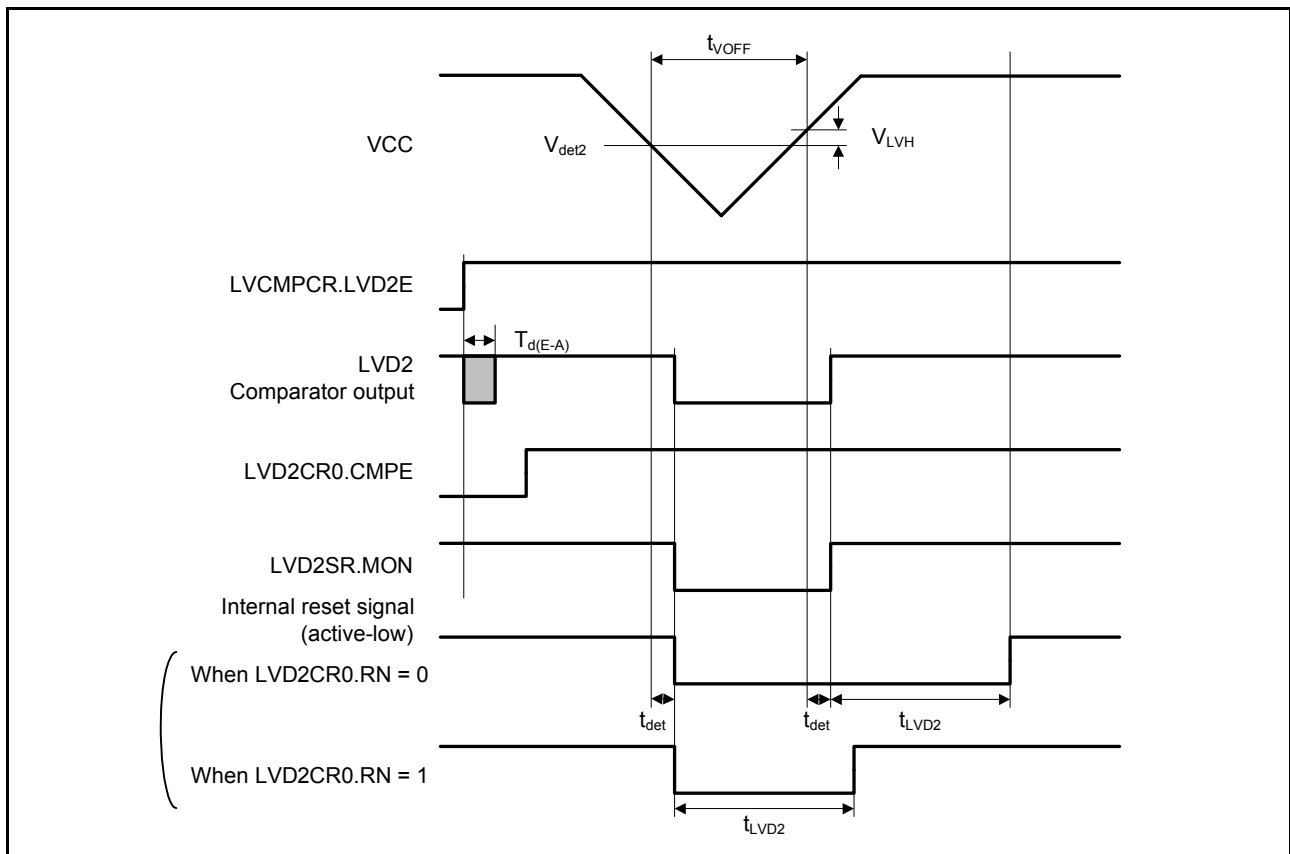 tVOFF
VCC
Vdet2
VLVH
LVCMPCR.LVD2E
Td(E-A)
LVD2
Comparator output
LVD2CR0.CMPE
LVD2SR.MON
Internal reset signal
(active-low)
When LVD2CR0.RN = 0
tdet
tdet
tLVD2
When LVD2CR0.RN = 1
tLVD2